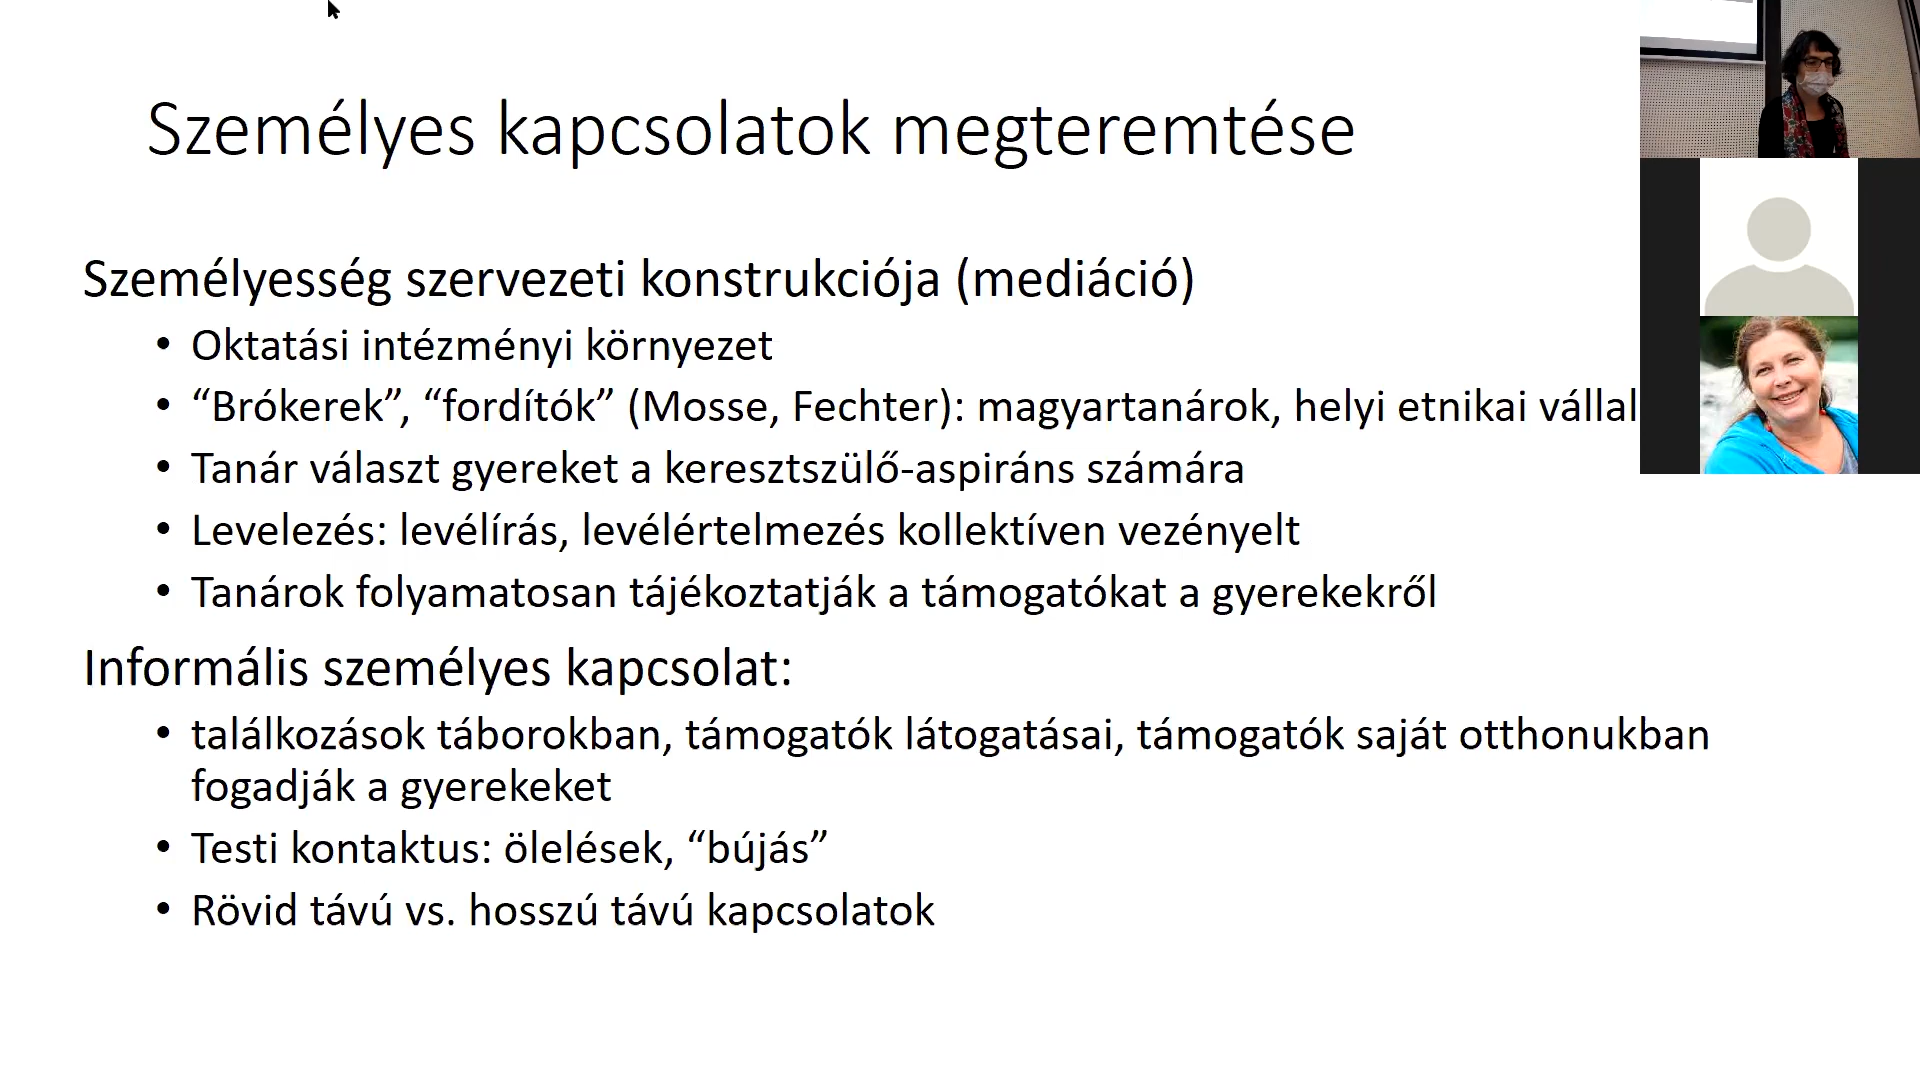 Személyes kapcsolatok megteremtése
Személyesség szervezeti konstrukciója (mediáció)
• Oktatási intézményi környezet
• “Brókerek”, “fordítók” (Mosse, Fechter): magyartanárok, helyi etnikai vállal
• Tanár választ gyereket a keresztszülő-aspiráns számára
• Levelezés: levélírás, levélértelmezés kollektíven vezényelt
• Tanárok folyamatosan tájékoztatják a támogatókat a gyerekekről
Informális személyes kapcsolat:
• találkozások táborokban, támogatók látogatásai, támogatók saját otthonukban
fogadják a gyerekeket
• Testi kontaktus: ölelések, “bújás”
• Rövid távú vs. hosszú távú kapcsolatok